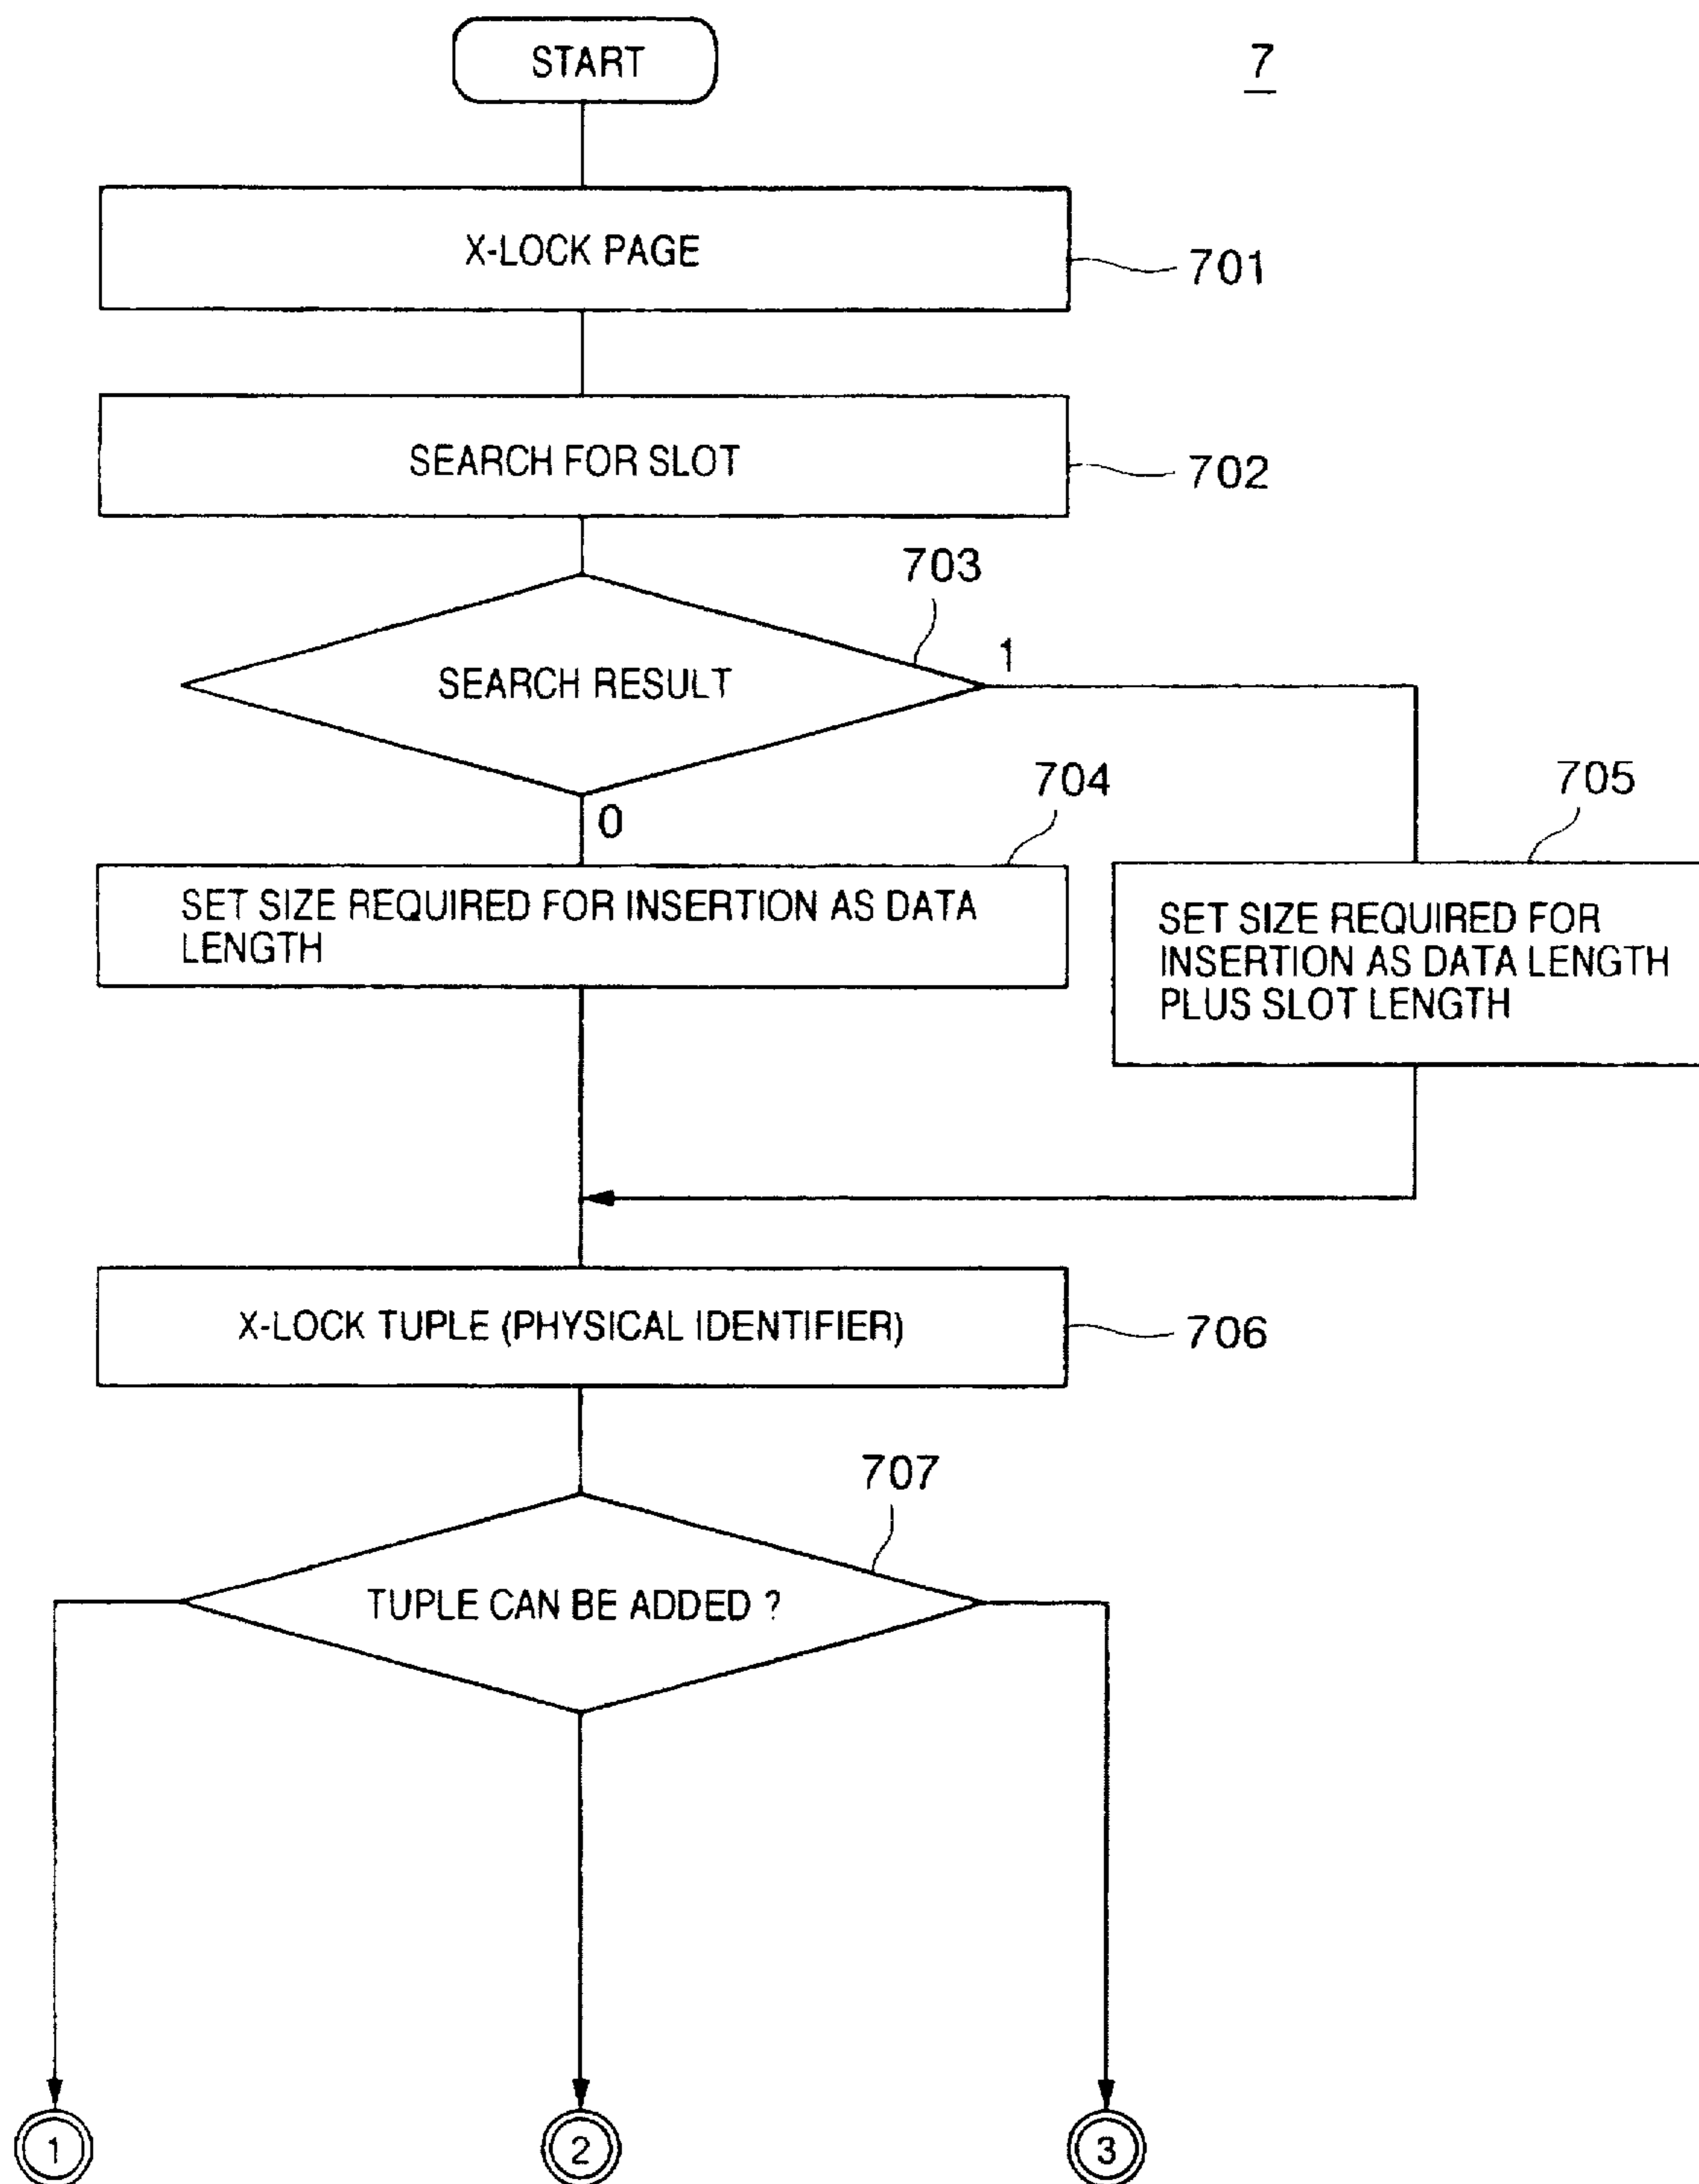 START
7
X-LOCK PAGE
701
SEARCH FOR SLOT
702
703
SEARCH RESULT
1
0
704
705
SET SIZE REQUIRED FOR INSERTION AS DATA
LENGTH
SET SIZE REQUIRED FOR
INSERTION AS DATA LENGTH
PLUS SLOT LENGTH
X-LOCK TUPLE (PHYSICAL IDENTIFIER)
706
707
TUPLE CAN BE ADDED ?
1
2
3